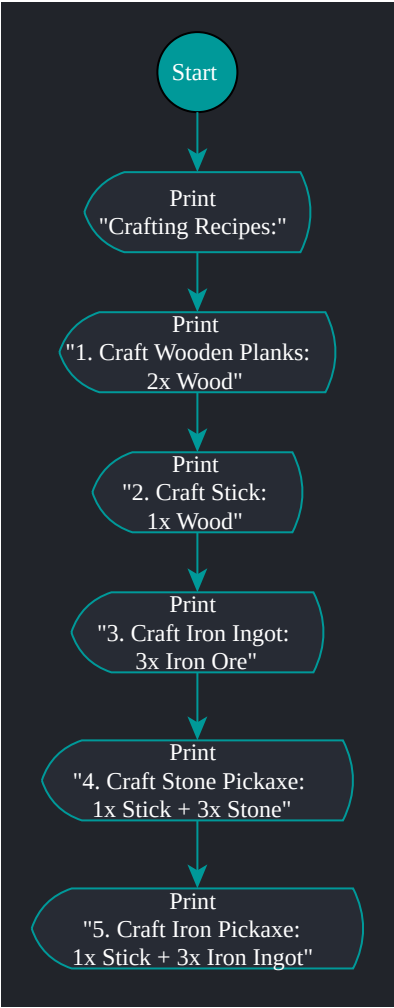 Start
Print
"Crafting Recipes:"
Print
"1. Craft Wooden Planks:
2x Wood"
Print
"2. Craft Stick:
1x Wood"
Print
"3. Craft Iron Ingot:
3x Iron Ore"
Print
"4. Craft Stone Pickaxe:
1x Stick + 3x Stone"
Print
"5. Craft Iron Pickaxe:
1x Stick + 3x Iron Ingot"